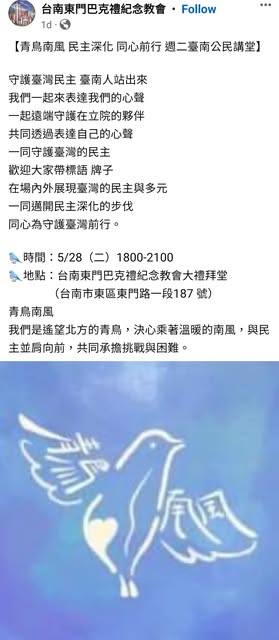 台南東門巴克禮紀念教會 • Follow
1d
【青鳥南風 民主深化 同心前行 週二臺南公民講堂】
守護臺灣民主 臺南人站出來
我們一起來表達我們的心聲
一起遠端守護在立院的夥伴
共同透過表達自己的心聲
一同守護臺灣的民主
歡迎大家帶標語 牌子
在場內外展現臺灣的民主與多元
一同邁開民主深化的步伐
同心為守護臺灣前行。
時間：5/28（二）1800-2100
地點：台南東門巴克禮紀念教會大禮拜堂
（台南市東區東門路一段187 號）
青鳥南風
我們是遙望北方的青鳥，決心乘著溫暖的南風，與民
主並肩向前，共同承擔挑戰與困難。
青鳥
南風